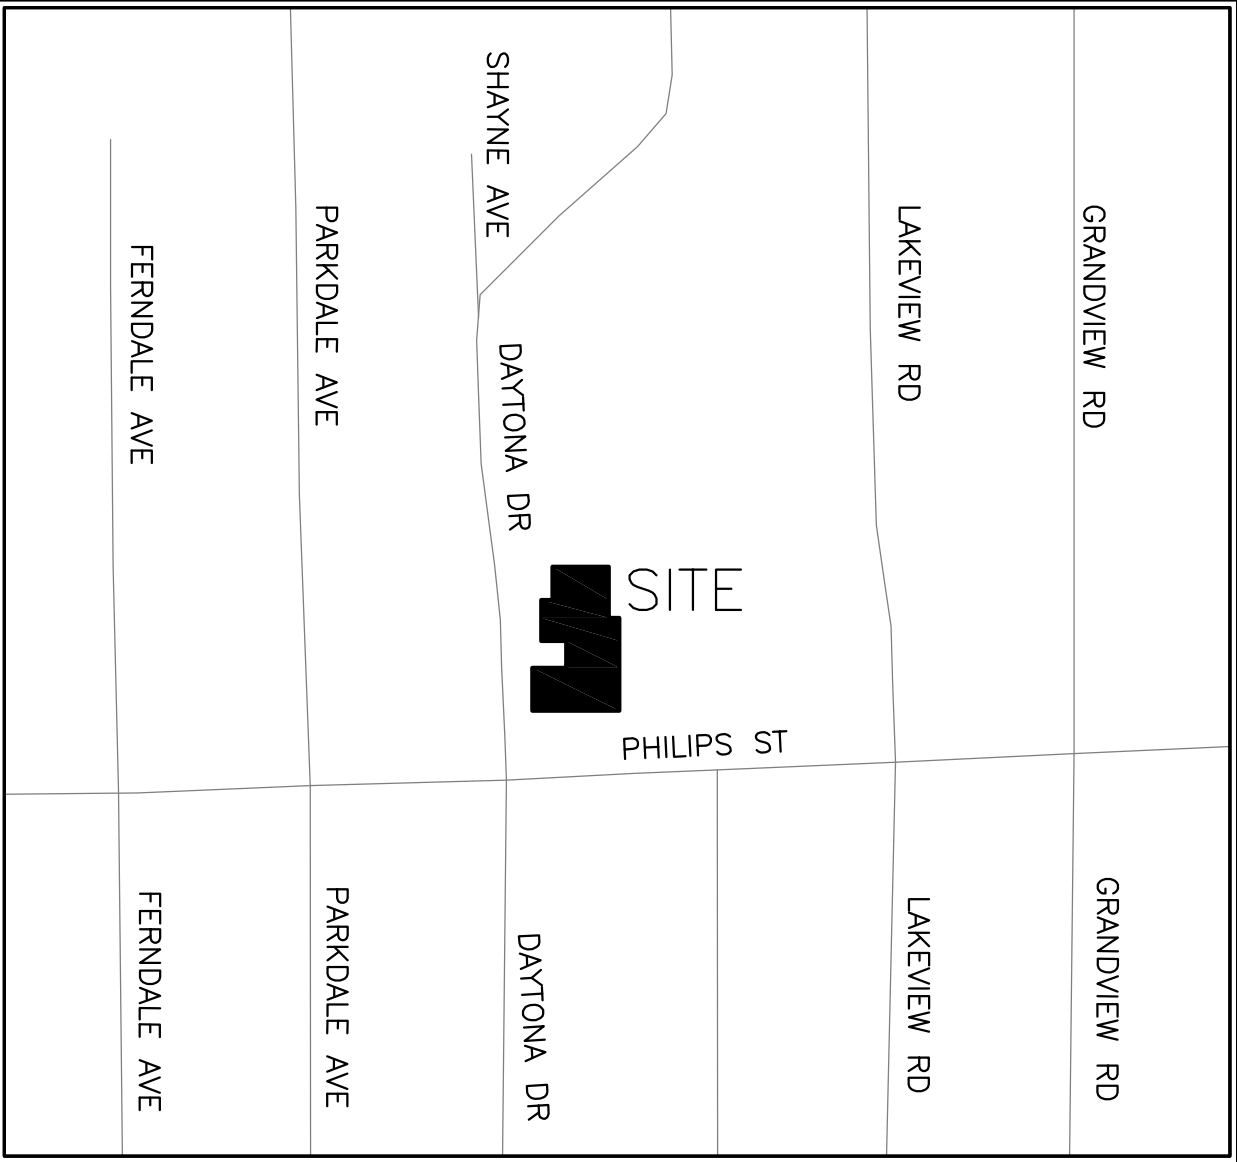 SHAYNE AVE
FERNDALE AVE
PARKDALE AVE
DAYTONA DR
LAKEVIEW RD
GRANDVIEW RD
SITE
PHILIPS ST
FERNDALE AVE
PARKDALE AVE
DAYTONA DR
LAKEVIEW RD
GRANDVIEW RD